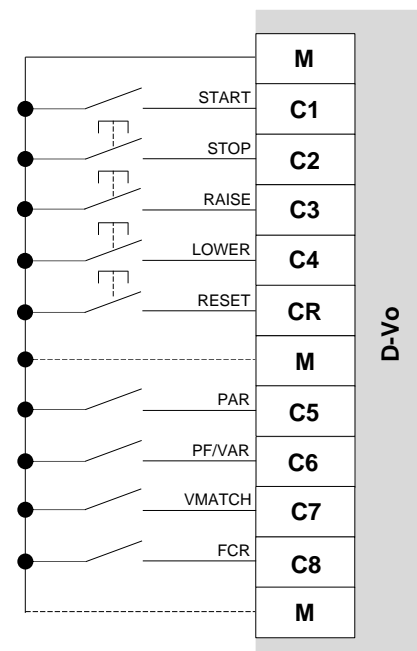 M
START C1
STOP C2
RAISE C3
LOWER C4
RESET CR
M
PAR C5
PF/VAR C6
VMATCH C7
FCR C8
M
D-Vo